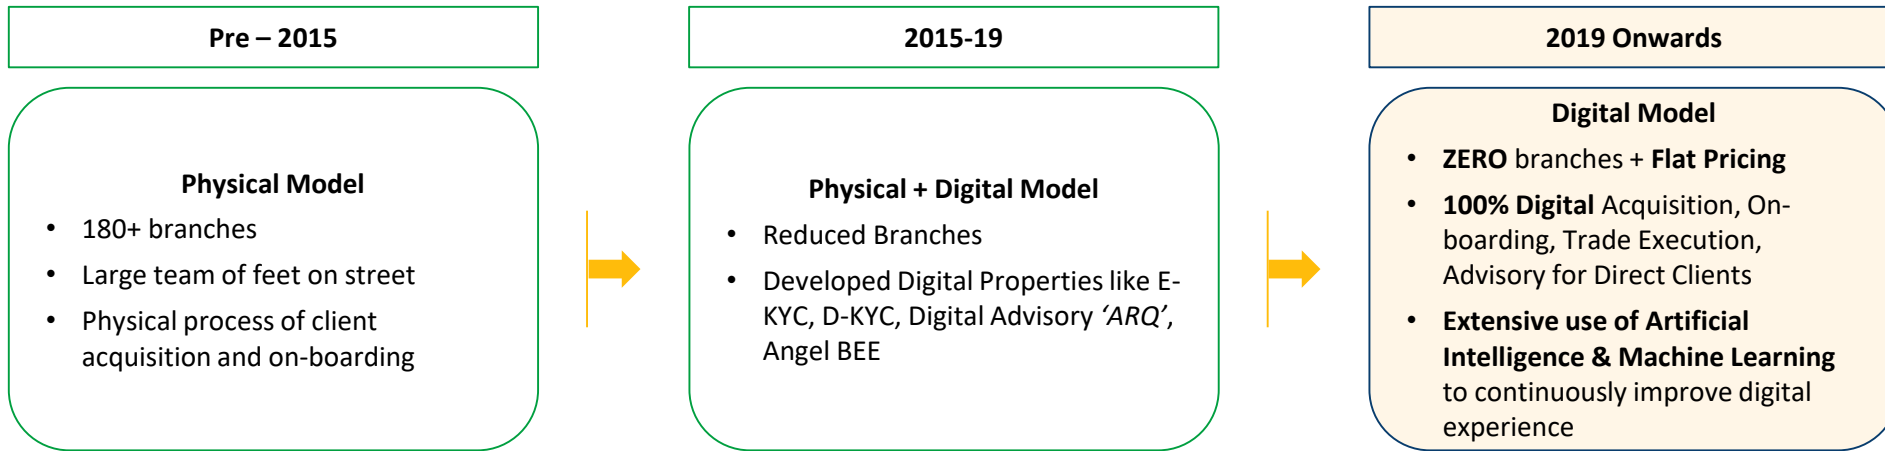 Pre – 2015
Physical Model
• 180+ branches
• Large team of feet on street
• Physical process of client
acquisition and on-boarding
2015-19
Physical + Digital Model
• Reduced Branches
• Developed Digital Properties like E-
KYC, D-KYC, Digital Advisory ‘ARQ’,
Angel BEE
2019 Onwards
Digital Model
• ZERO branches + Flat Pricing
• 100% Digital Acquisition, On-
boarding, Trade Execution,
Advisory for Direct Clients
• Extensive use of Artificial
Intelligence & Machine Learning
to continuously improve digital
experience